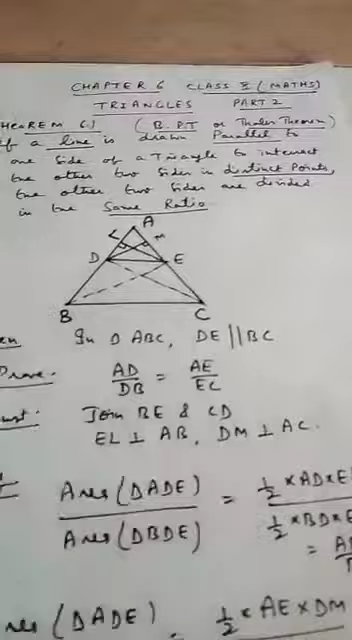 CHAPTER 6 CLASS X (MATHS)
TRIANGLES PART 2
THEOREM 6.1 (B.P.T or Thales Theorem)
If a line is drawn Parallel to
one side of a Triangle to intersect
the other two sides in distinct Points,
the other two sides are divided
in the Same Ratio
A
L M
D E
B C
In Δ ABC, DE || BC
Prove. AD/DB = AE/EC
Join BE & CD
EL ⊥ AB, DM ⊥ AC.
Area (ΔADE) / Area (ΔBDE) = 1/2 × AD × E / 1/2 × BD × E
= A
(ΔADE) 1/2 × AE × DM